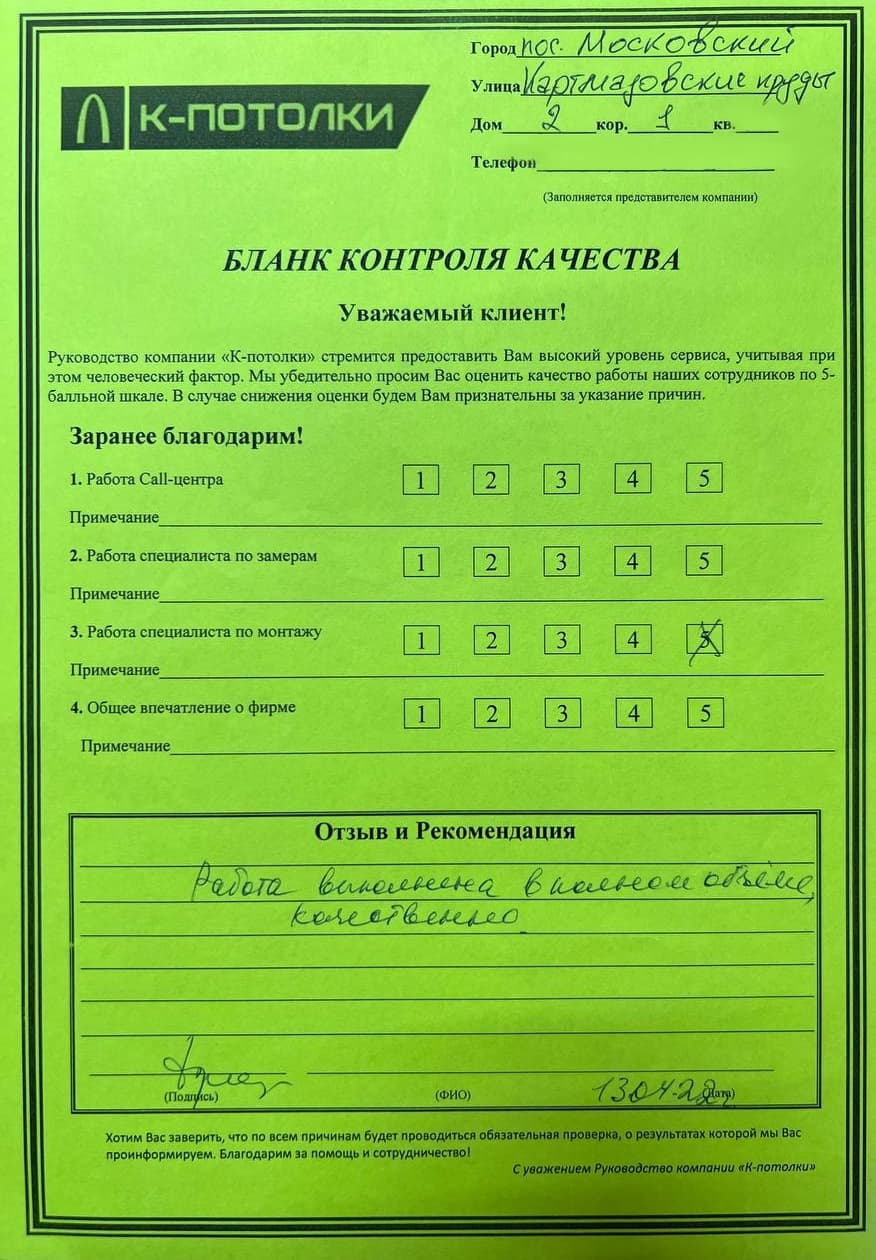 Город пос. Московский
К-ПОТОЛКИ
Улица Картмазовские пруды
Дом 2 кор. 1 кв.
Телефон
(Заполняется представителем компании)
БЛАНК КОНТРОЛЯ КАЧЕСТВА
Уважаемый клиент!
Руководство компании «К-потолки» стремится предоставить Вам высокий уровень сервиса, учитывая при
этом человеческий фактор. Мы убедительно просим Вас оценить качество работы наших сотрудников по 5-
балльной шкале. В случае снижения оценки будем Вам признательны за указание причин.
Заранее благодарим!
1. Работа Call-центра 1 2 3 4 5
Примечание
2. Работа специалиста по замерам 1 2 3 4 5
Примечание
3. Работа специалиста по монтажу 1 2 3 4 5
Примечание
4. Общее впечатление о фирме 1 2 3 4 5
Примечание
Отзыв и Рекомендация
Работа выполнена в полном объёме,
качественно
13.04.22г.
(Подпись) (ФИО) (Дата)
Хотим Вас заверить, что по всем причинам будет проводиться обязательная проверка, о результатах которой мы Вас
проинформируем. Благодарим за помощь и сотрудничество!
С уважением Руководство компании «К-потолки»